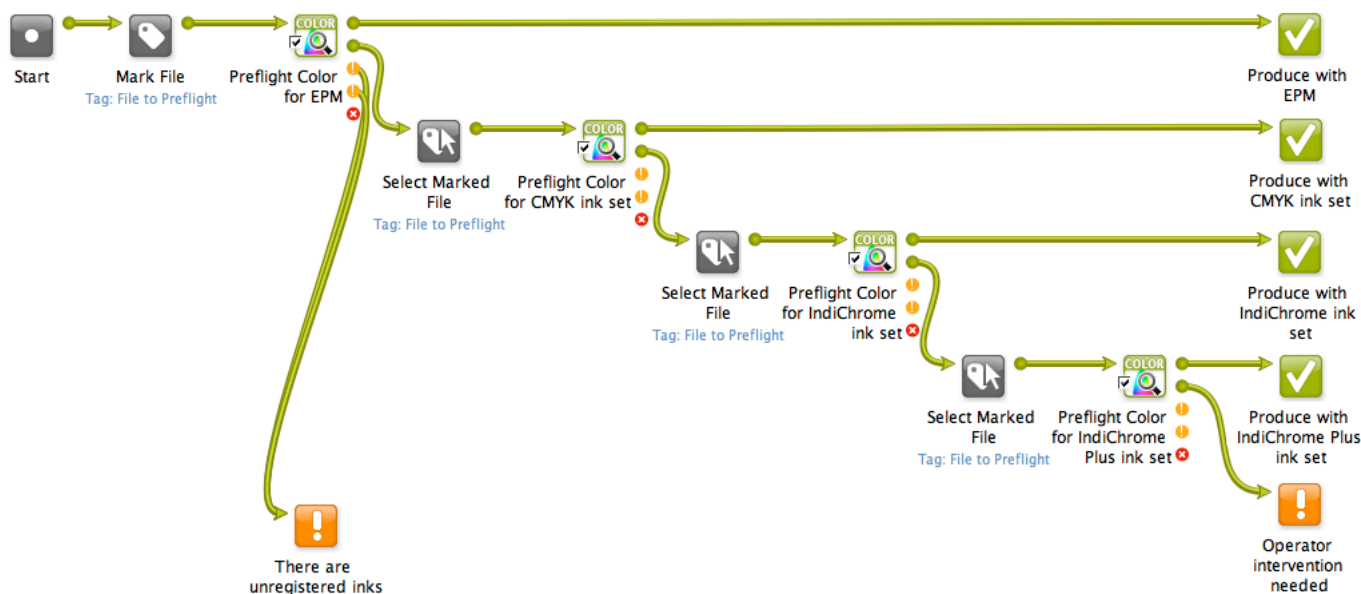 COLOR
Start
Mark File
Tag: File to Preflight
Preflight Color
for EPM
Produce with
EPM
COLOR
Select Marked
File
Tag: File to Preflight
Preflight Color
for CMYK ink set
Produce with
CMYK ink set
COLOR
Select Marked
File
Tag: File to Preflight
Preflight Color
for IndiChrome
ink set
Produce with
IndiChrome ink
set
COLOR
Select Marked
File
Tag: File to Preflight
Preflight Color
for IndiChrome
Plus ink set
Produce with
IndiChrome Plus
ink set
There are
unregistered inks
Operator
intervention
needed